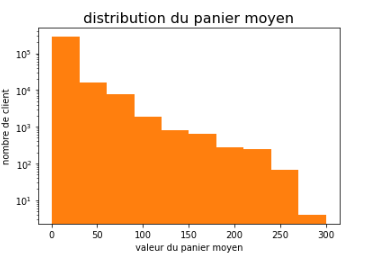 distribution du panier moyen
nombre de client
10⁵
10⁴
10³
10²
10¹
0 50 100 150 200 250 300
valeur du panier moyen